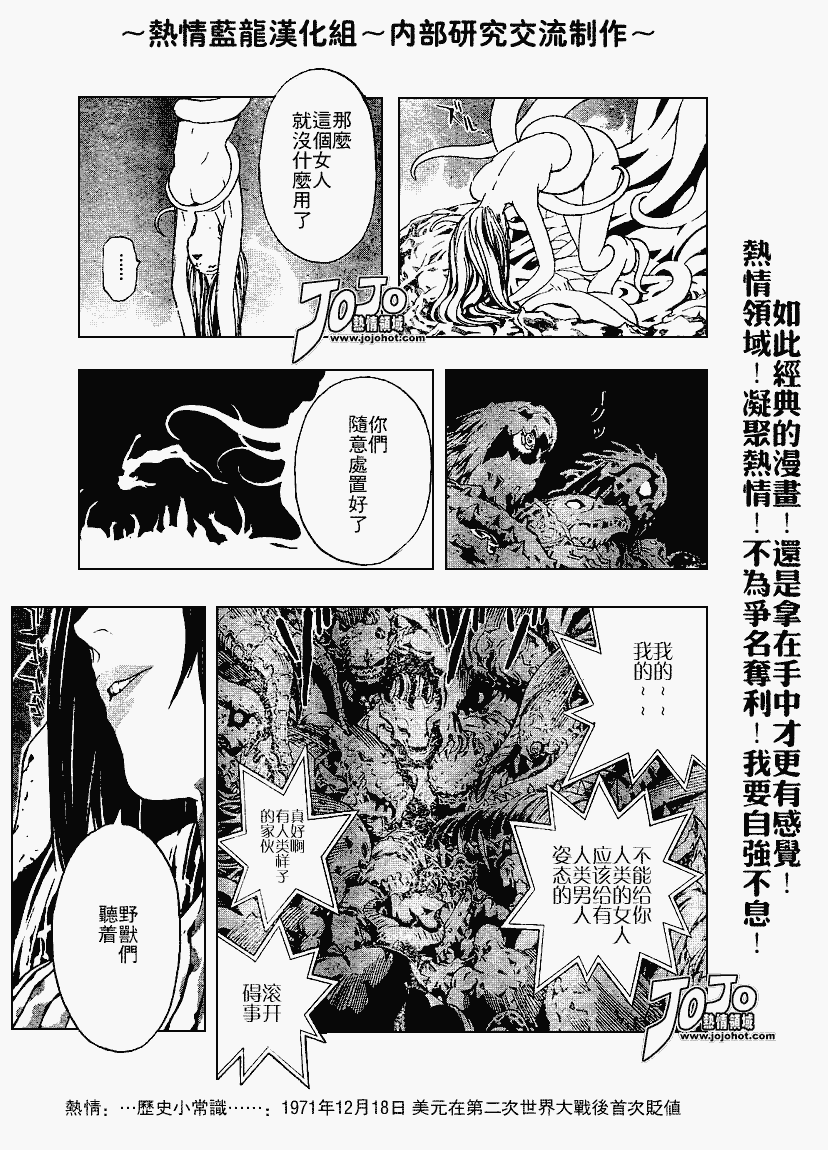 ～熱情藍龍漢化組～内部研究交流制作～
那麼
這個女人
就沒什麼用了
……
JOJO
熱情領域
www.jojohot.com
如此經典的漫畫！還是拿在手中才更有感覺！
熱情領域！凝聚熱情！不為爭名奪利！我要自強不息！
你們
隨意處置好了
我的~~
我的~~
不能给你
人类的女人
应该给有
人类男人
姿态的
真好啊
有人类样子
的家伙
滚开
碍事
野獸們
聽着
JOJO
熱情領域
www.jojohot.com
熱情：…歷史小常識……：1971年12月18日 美元在第二次世界大戰後首次貶値